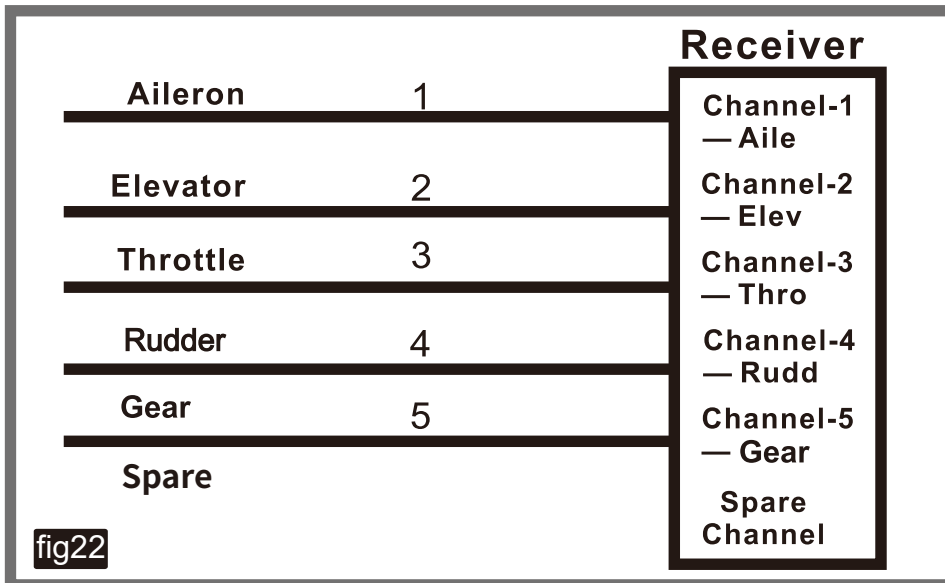 Receiver
Aileron 1
Channel-1
— Aile
Elevator 2
Channel-2
— Elev
Throttle 3
Channel-3
— Thro
Rudder 4
Channel-4
— Rudd
Gear 5
Channel-5
— Gear
Spare
Spare
Channel
fig22